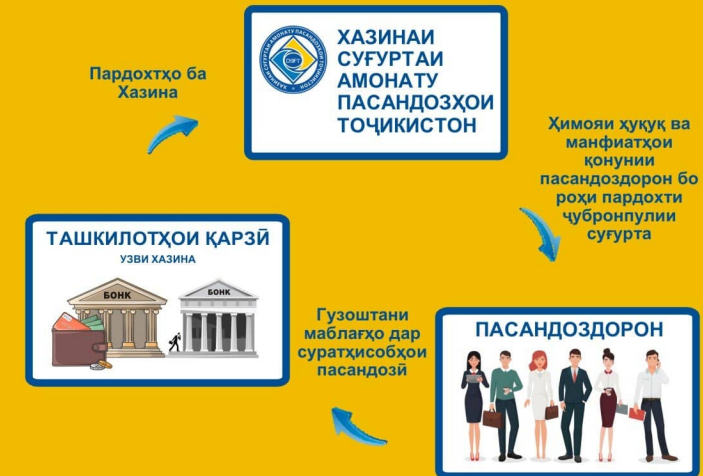 ХАЗИНАИ
СУҒУРТАИ
АМОНАТУ
ПАСАНДОЗҲОИ
ТОҶИКИСТОН
Пардохтҳо ба
Хазина
Ҳимояи ҳуқуқ ва
манфиатҳои
қонунии
пасандоздорон бо
роҳи пардохти
ҷубронпулии
суғурта
ТАШКИЛОТҲОИ ҚАРЗӢ
УЗВИ ХАЗИНА
БОНК
БОНК
Гузоштани
маблағҳо дар
суратҳисобҳои
пасандозӣ
ПАСАНДОЗДОРОН